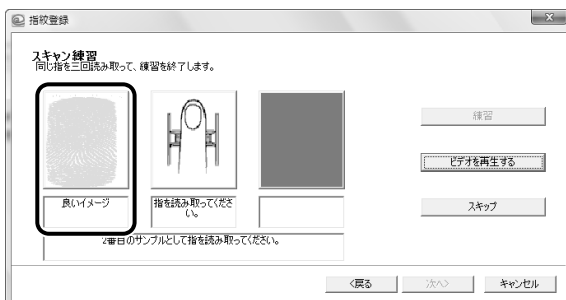 指紋登録
スキャン練習
同じ指を三回読み取って、練習を終了します。
練習
ビデオを再生する
良いイメージ
指を読み取ってくださ
い。
スキップ
2番目のサンプルとして指を読み取ってください。
<戻る
次へ>
キャンセル